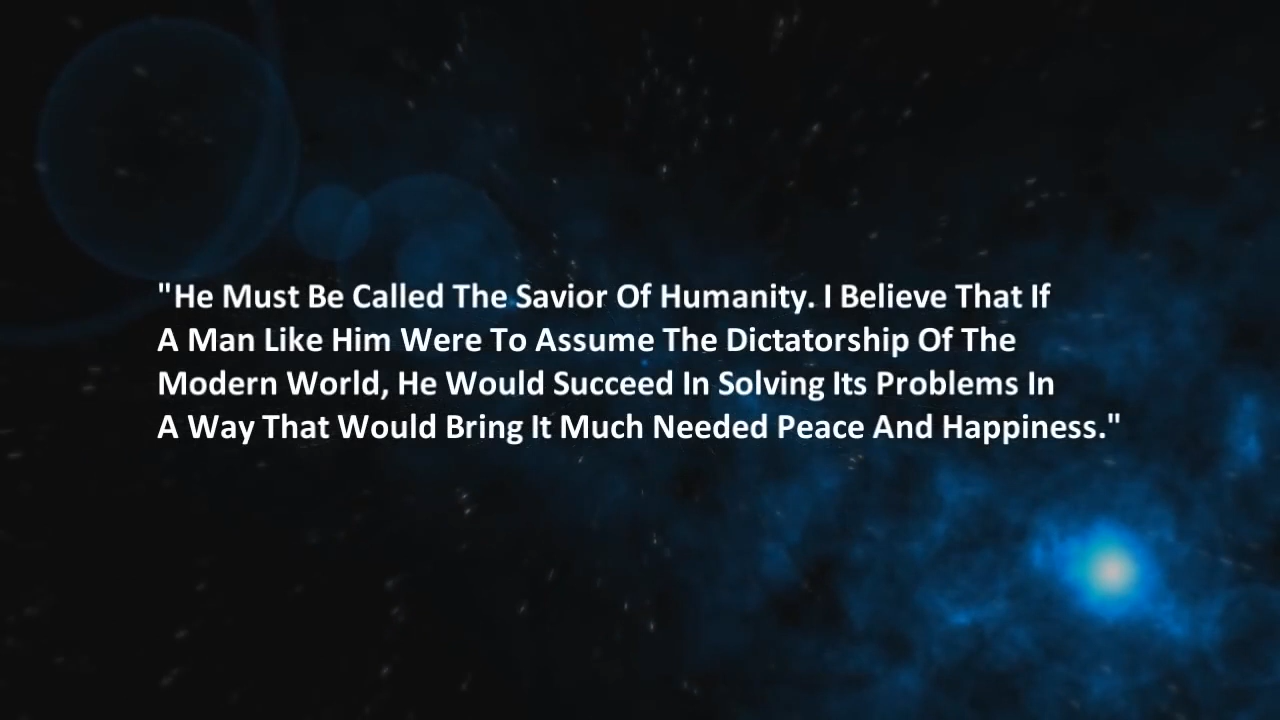 "He Must Be Called The Savior Of Humanity. I Believe That If
A Man Like Him Were To Assume The Dictatorship Of The
Modern World, He Would Succeed In Solving Its Problems In
A Way That Would Bring It Much Needed Peace And Happiness."